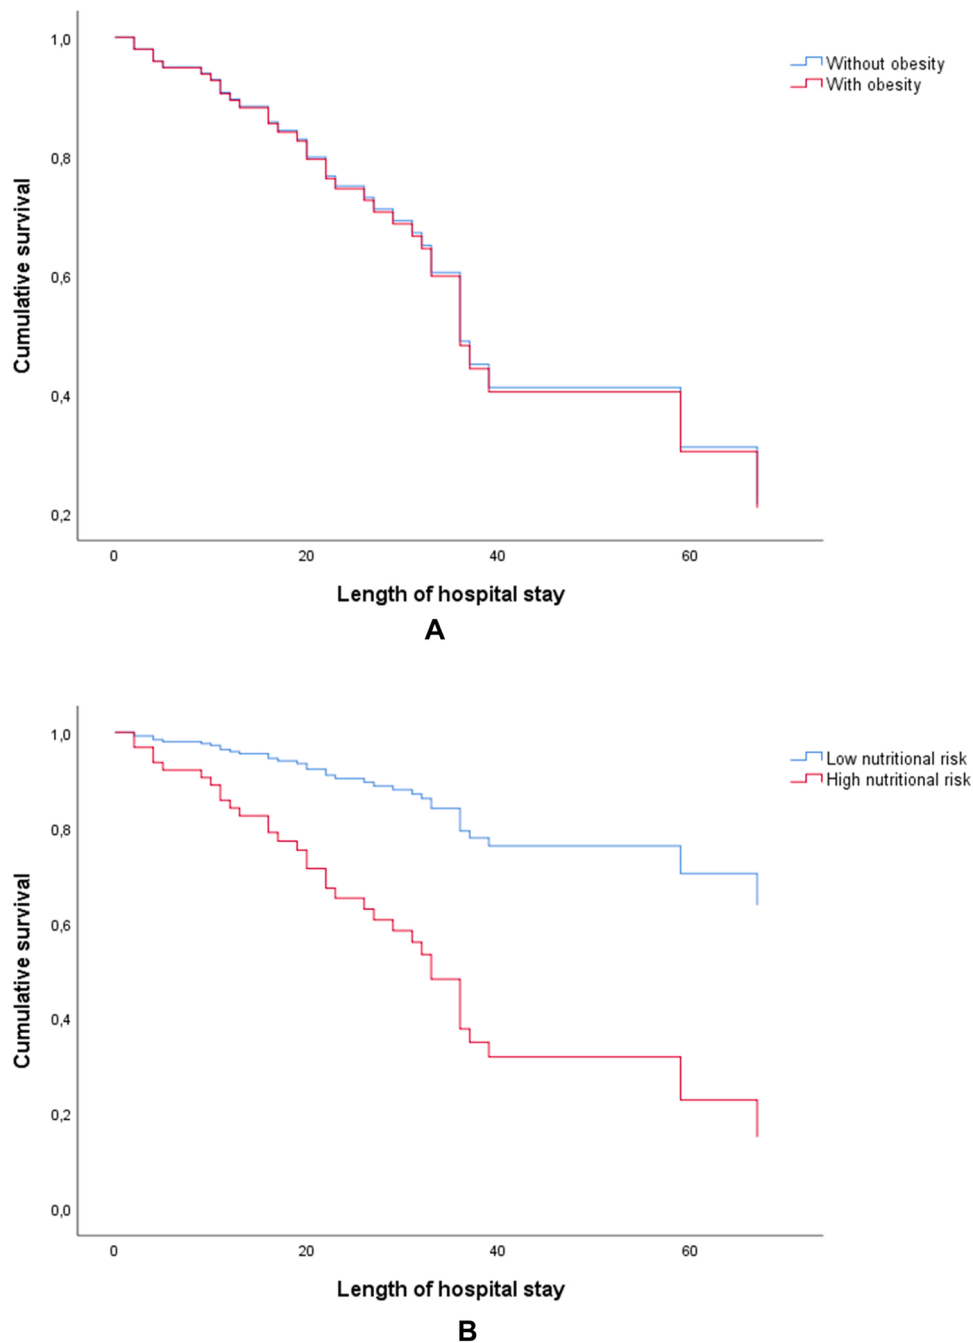 1,0
0,8
0,6
0,4
0,2
Cumulative survival
Without obesity
With obesity
0 20 40 60
Length of hospital stay
A
1,0
0,8
0,6
0,4
0,2
0,0
Cumulative survival
Low nutritional risk
High nutritional risk
0 20 40 60
Length of hospital stay
B